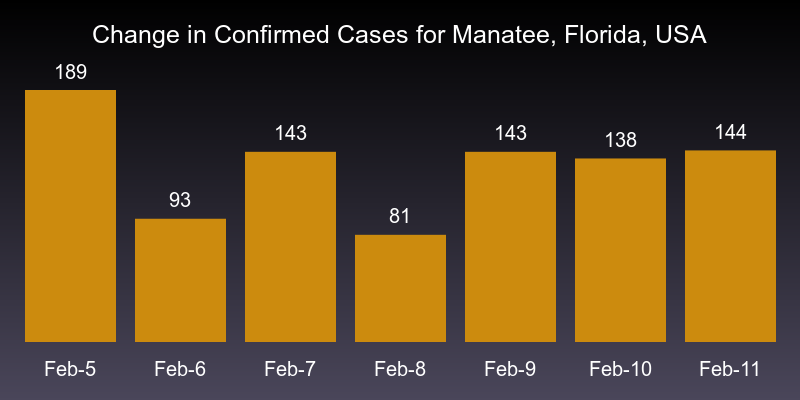 Change in Confirmed Cases for Manatee, Florida, USA
189
93
143
81
143
138
144
Feb-5
Feb-6
Feb-7
Feb-8
Feb-9
Feb-10
Feb-11